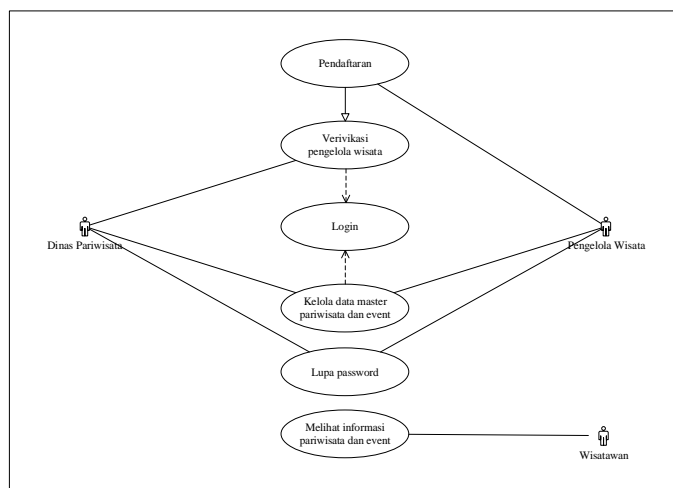 Pendaftaran
Verivikasi
pengelola wisata
Login
Dinas Pariwisata
Pengelola Wisata
Kelola data master
pariwisata dan event
Lupa password
Melihat informasi
pariwisata dan event
Wisatawan